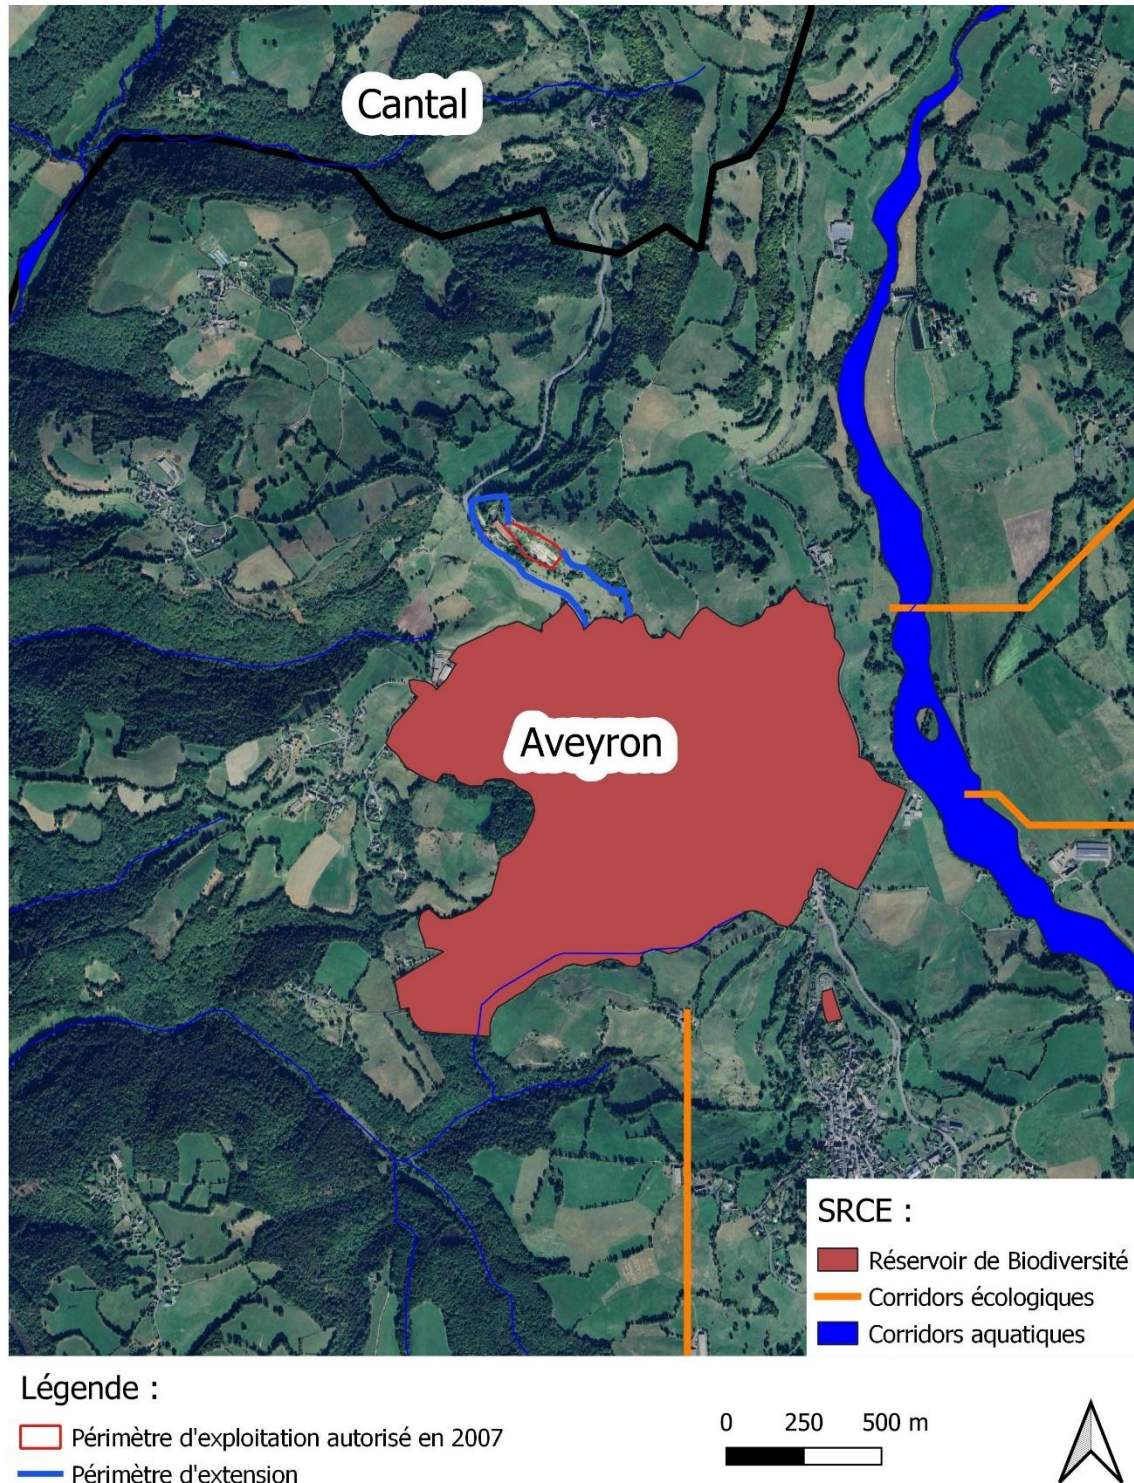 Cantal
Aveyron
SRCE :
Réservoir de Biodiversité
Corridors écologiques
Corridors aquatiques
Légende :
Périmètre d'exploitation autorisé en 2007
Périmètre d'extension
0 250 500 m